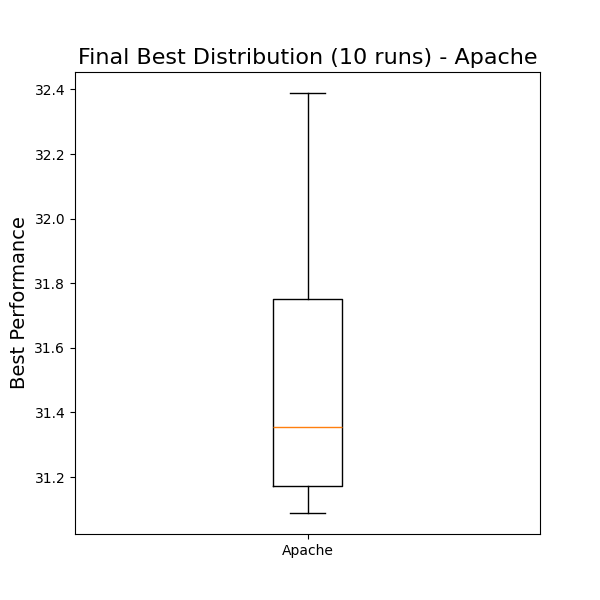 Final Best Distribution (10 runs) - Apache
Best Performance
32.4
32.2
32.0
31.8
31.6
31.4
31.2
Apache